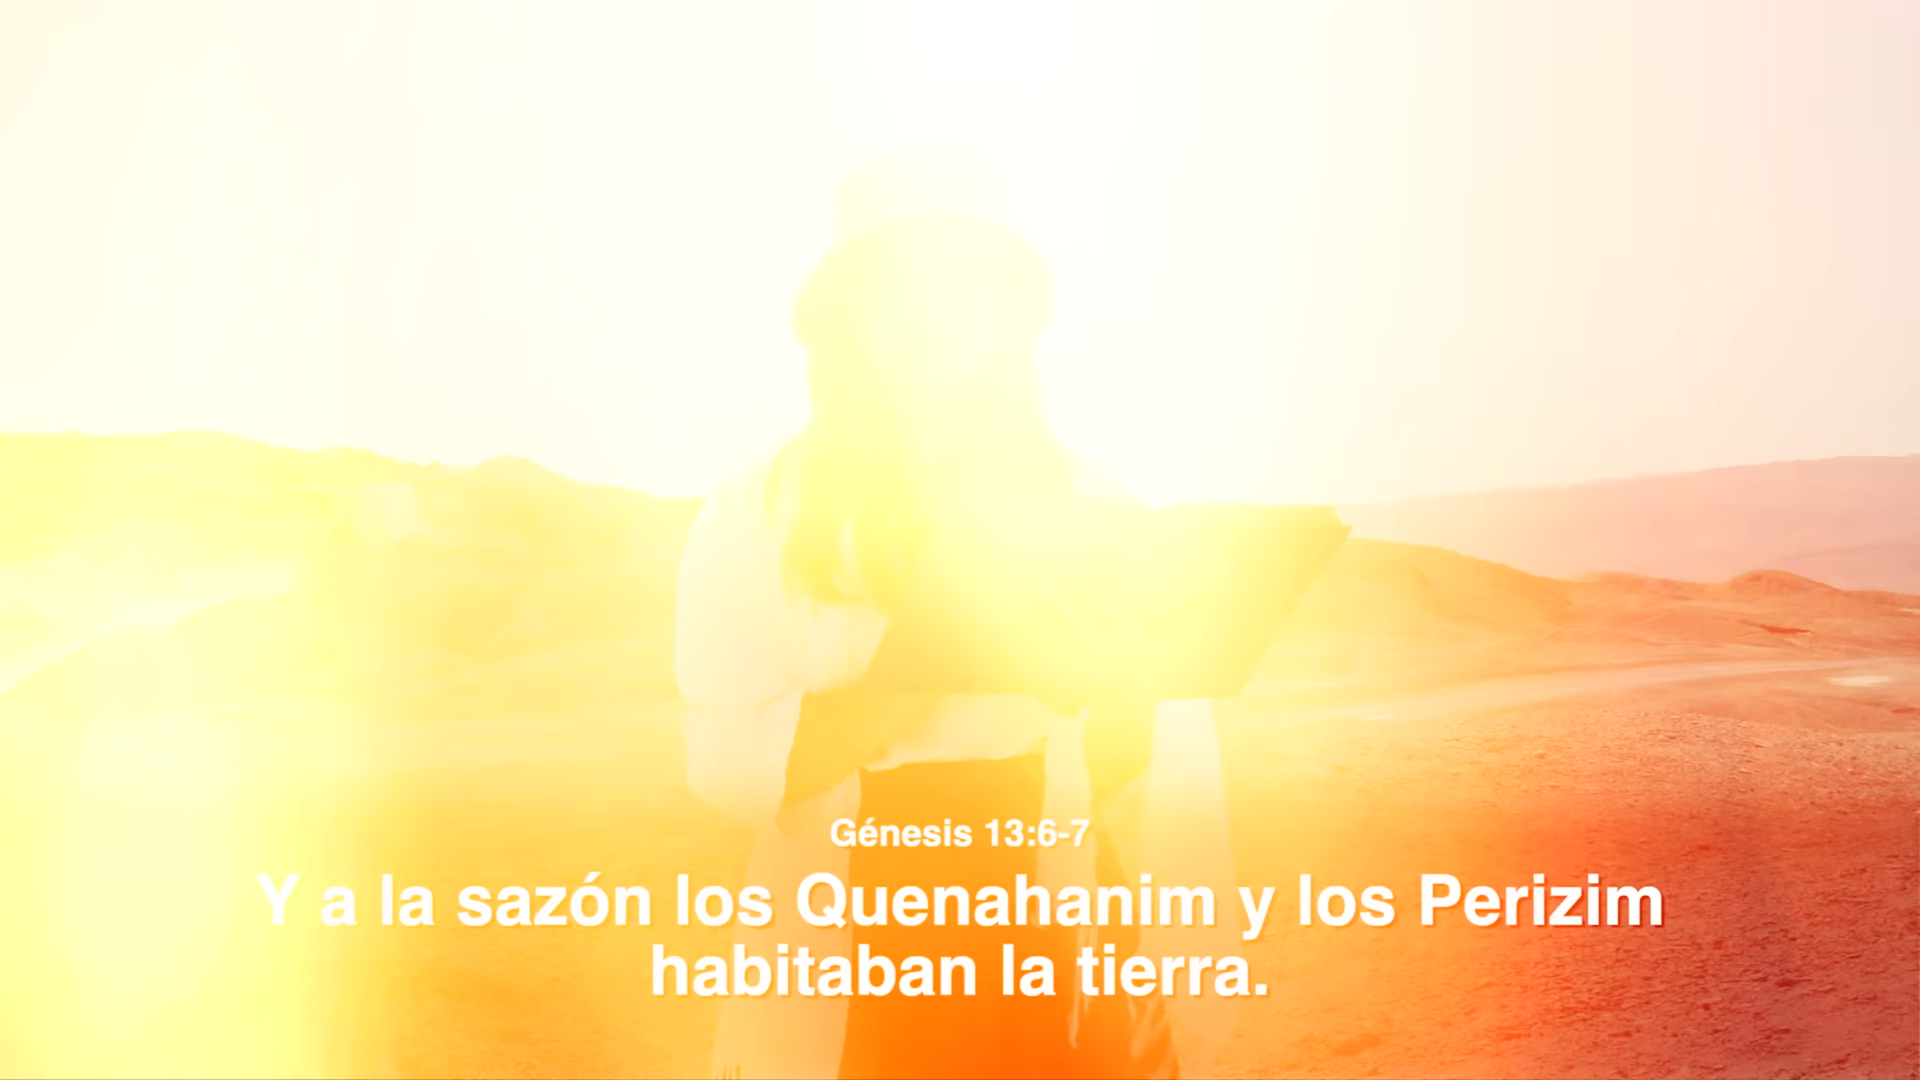 Génesis 13:6-7
Y a la sazón los Quenahanim y los Perizim
habitaban la tierra.